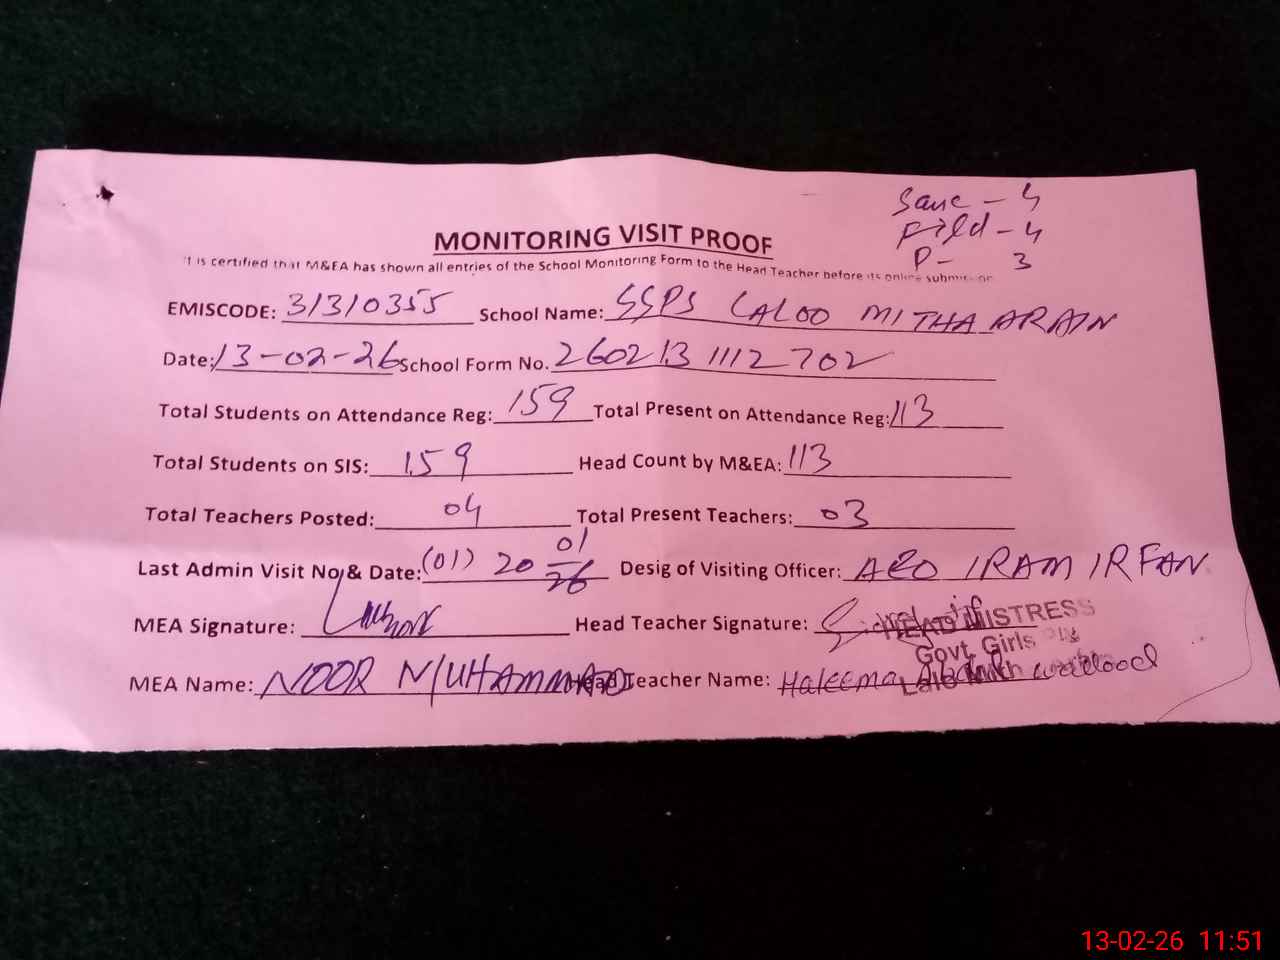 Sanc - 4
Field - 4
P - 3
MONITORING VISIT PROOF
It is certified that M&EA has shown all entries of the School Monitoring Form to the Head Teacher before its online submission
EMISCODE: 31310355 School Name: SSPS LALOO MITHA ARAIN
Date: 13-02-26 School Form No. 260213 1112 702
Total Students on Attendance Reg: 159 Total Present on Attendance Reg: 113
Total Students on SIS: 159 Head Count by M&EA: 113
Total Teachers Posted: 04 Total Present Teachers: 03
Last Admin Visit No & Date: (01) 20 01/26 Desig of Visiting Officer: AEO IRAM IRFAN
MEA Signature: Head Teacher Signature:
HEAD MISTRESS
Govt. Girls
MEA Name: NOOR MUHAMMAD Head Teacher Name: Haleema wadood
13-02-26 11:51